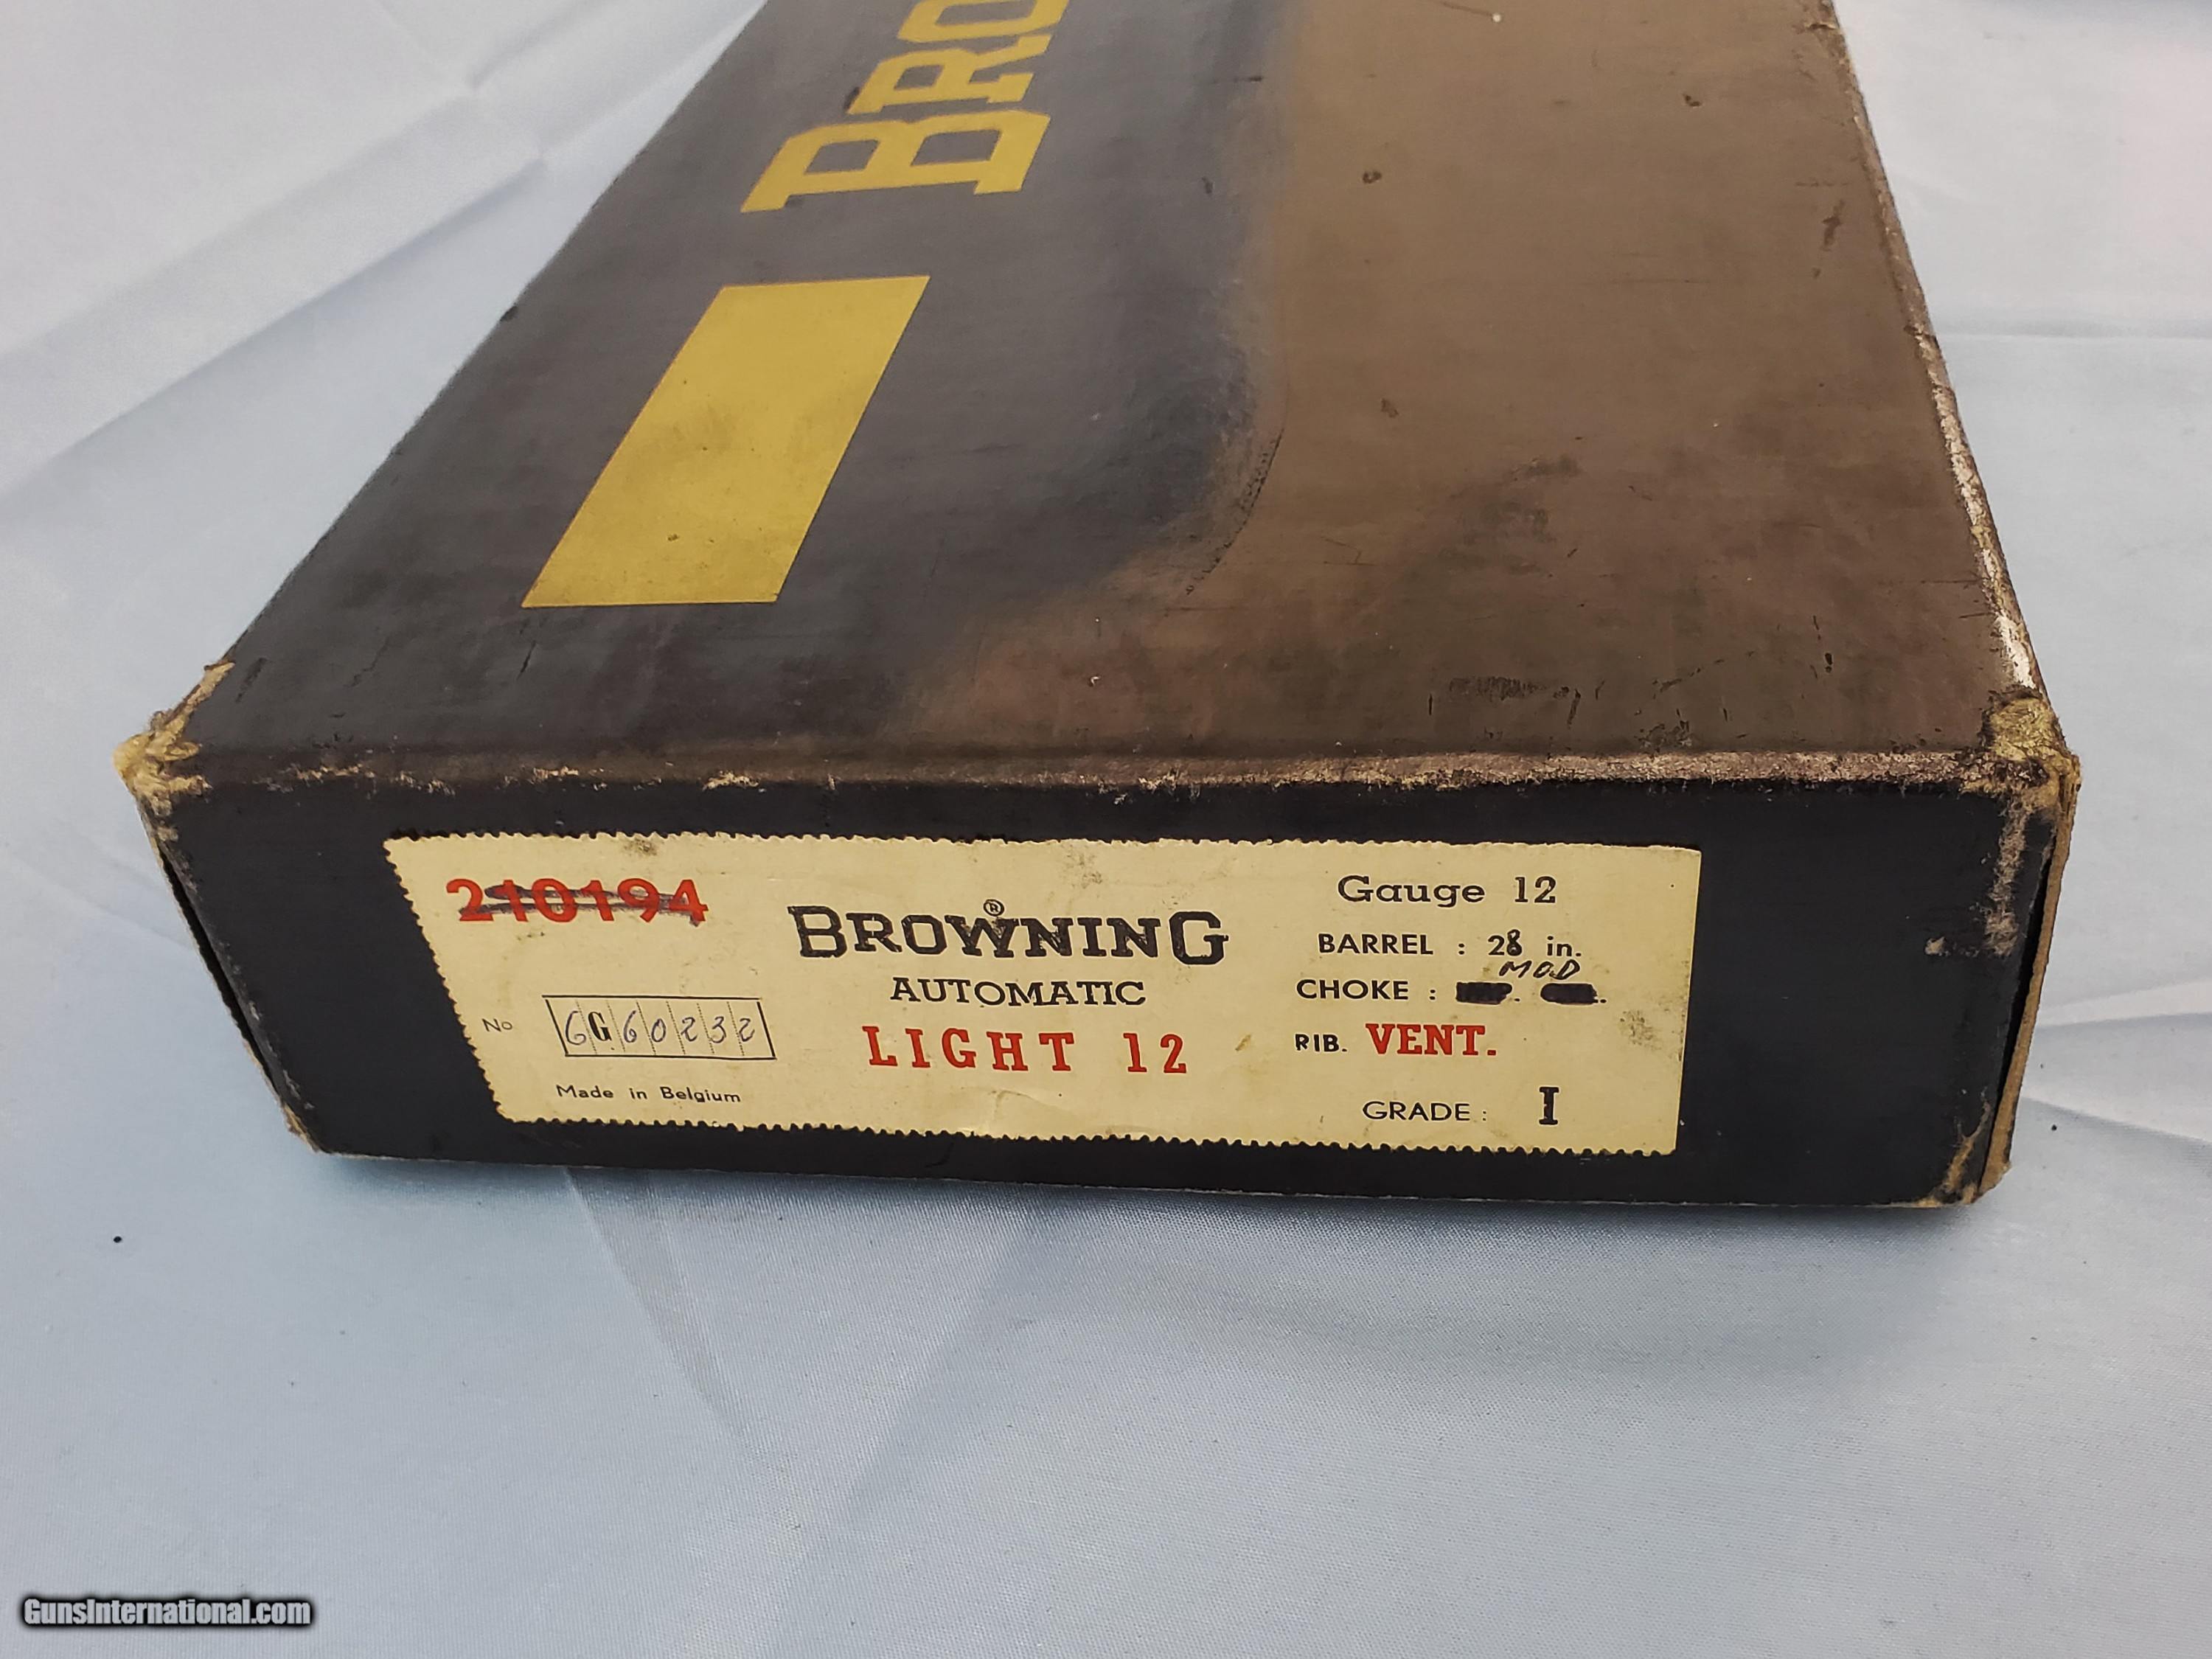 BRO
210194
BROWNING®
AUTOMATIC
LIGHT 12
No 6G60232
Made in Belgium
Gauge 12
BARREL : 28 in.
MOD
CHOKE : . .
RIB. VENT.
GRADE : I
GunsInternational.com